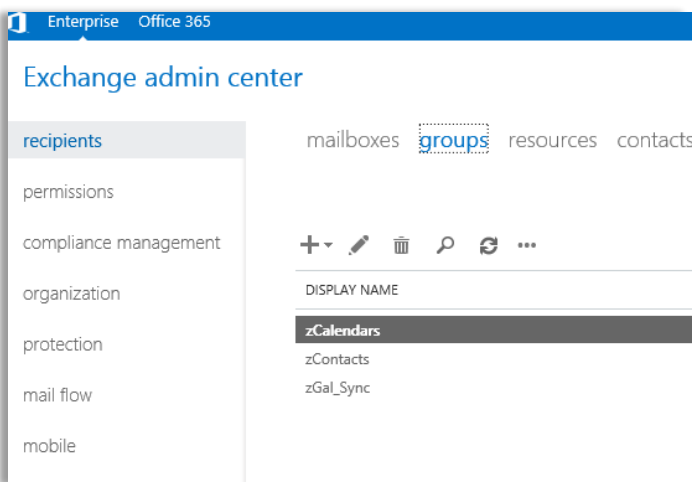 Enterprise Office 365
Exchange admin center
recipients
permissions
compliance management
organization
protection
mail flow
mobile
mailboxes groups resources contacts
DISPLAY NAME
zCalendars
zContacts
zGal_Sync